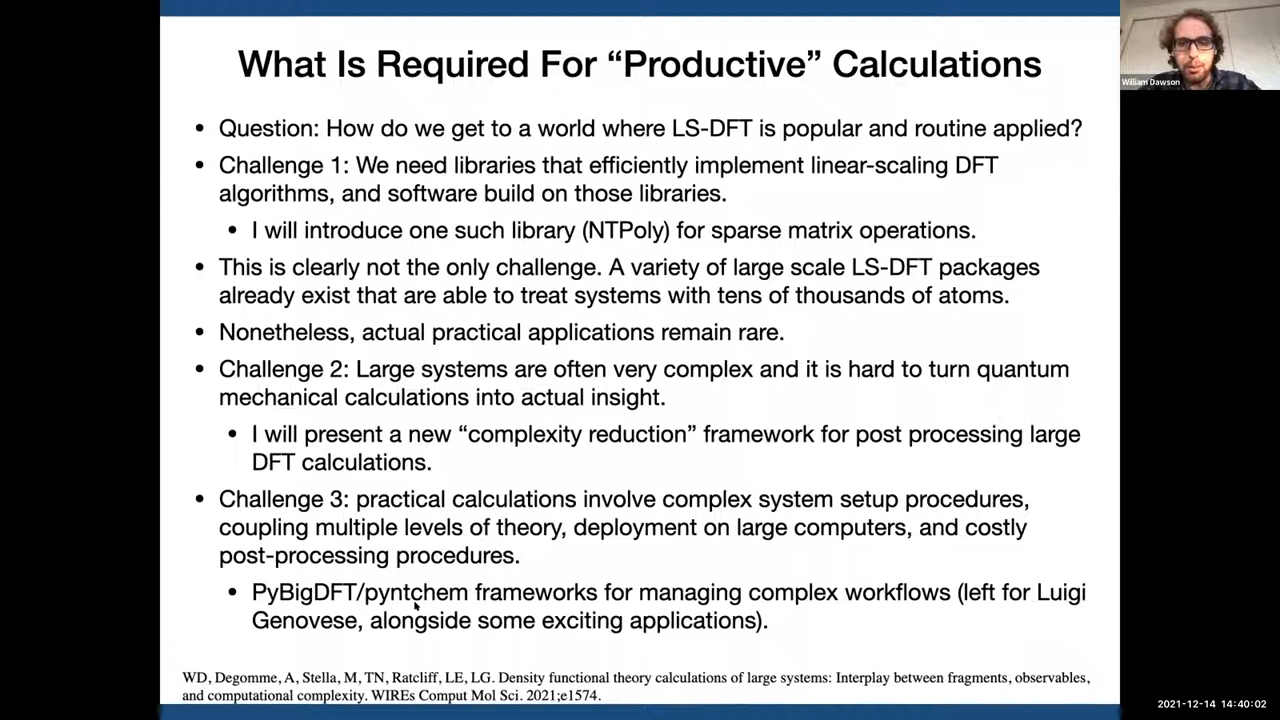 What Is Required For “Productive” Calculations
• Question: How do we get to a world where LS-DFT is popular and routine applied?
• Challenge 1: We need libraries that efficiently implement linear-scaling DFT
algorithms, and software build on those libraries.
• I will introduce one such library (NTPoly) for sparse matrix operations.
• This is clearly not the only challenge. A variety of large scale LS-DFT packages
already exist that are able to treat systems with tens of thousands of atoms.
• Nonetheless, actual practical applications remain rare.
• Challenge 2: Large systems are often very complex and it is hard to turn quantum
mechanical calculations into actual insight.
• I will present a new “complexity reduction” framework for post processing large
DFT calculations.
• Challenge 3: practical calculations involve complex system setup procedures,
coupling multiple levels of theory, deployment on large computers, and costly
post-processing procedures.
• PyBigDFT/pyntchem frameworks for managing complex workflows (left for Luigi
Genovese, alongside some exciting applications).
WD, Degomme, A, Stella, M, TN, Ratcliff, LE, LG. Density functional theory calculations of large systems: Interplay between fragments, observables,
and computational complexity. WIREs Comput Mol Sci. 2021;e1574.
William Dawson
2021-12-14 14:40:02